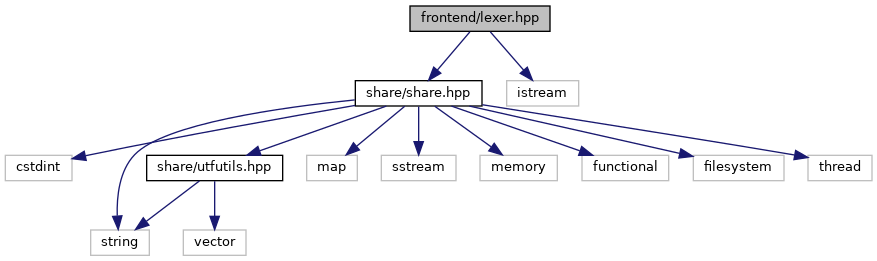 frontend/lexer.hpp
share/share.hpp
istream
cstdint
share/utfutils.hpp
map
sstream
memory
functional
filesystem
thread
string
vector